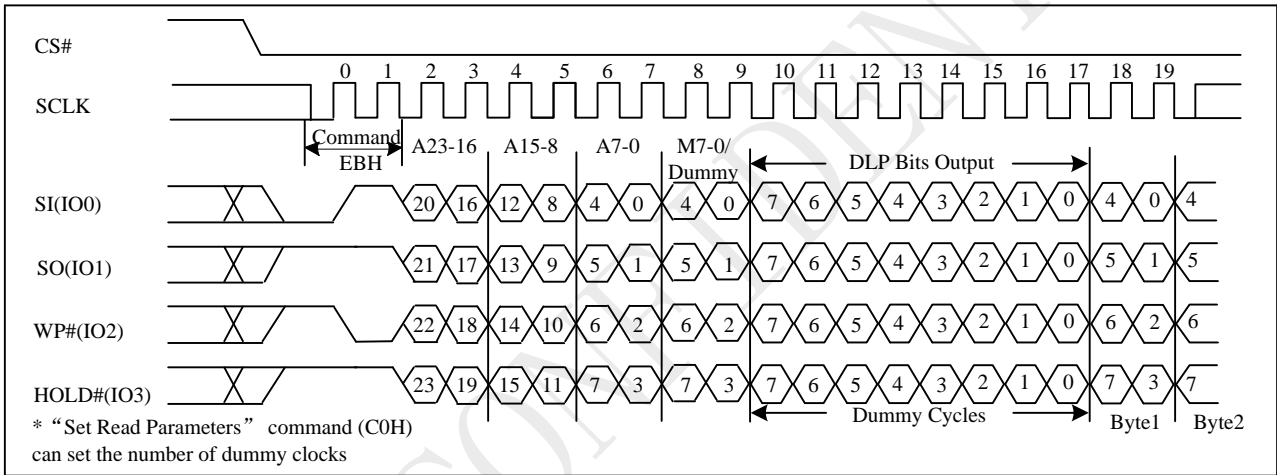 CS#
0 1 2 3 4 5 6 7 8 9 10 11 12 13 14 15 16 17 18 19
SCLK
Command
EBH
A23-16 A15-8 A7-0 M7-0/
Dummy
DLP Bits Output
SI(IO0) 20 16 12 8 4 0 4 0 7 6 5 4 3 2 1 0 4 0 4
SO(IO1) 21 17 13 9 5 1 5 1 7 6 5 4 3 2 1 0 5 1 5
WP#(IO2) 22 18 14 10 6 2 6 2 7 6 5 4 3 2 1 0 6 2 6
HOLD#(IO3) 23 19 15 11 7 3 7 3 7 6 5 4 3 2 1 0 7 3 7
Dummy Cycles Byte1 Byte2
* “Set Read Parameters” command (C0H)
can set the number of dummy clocks